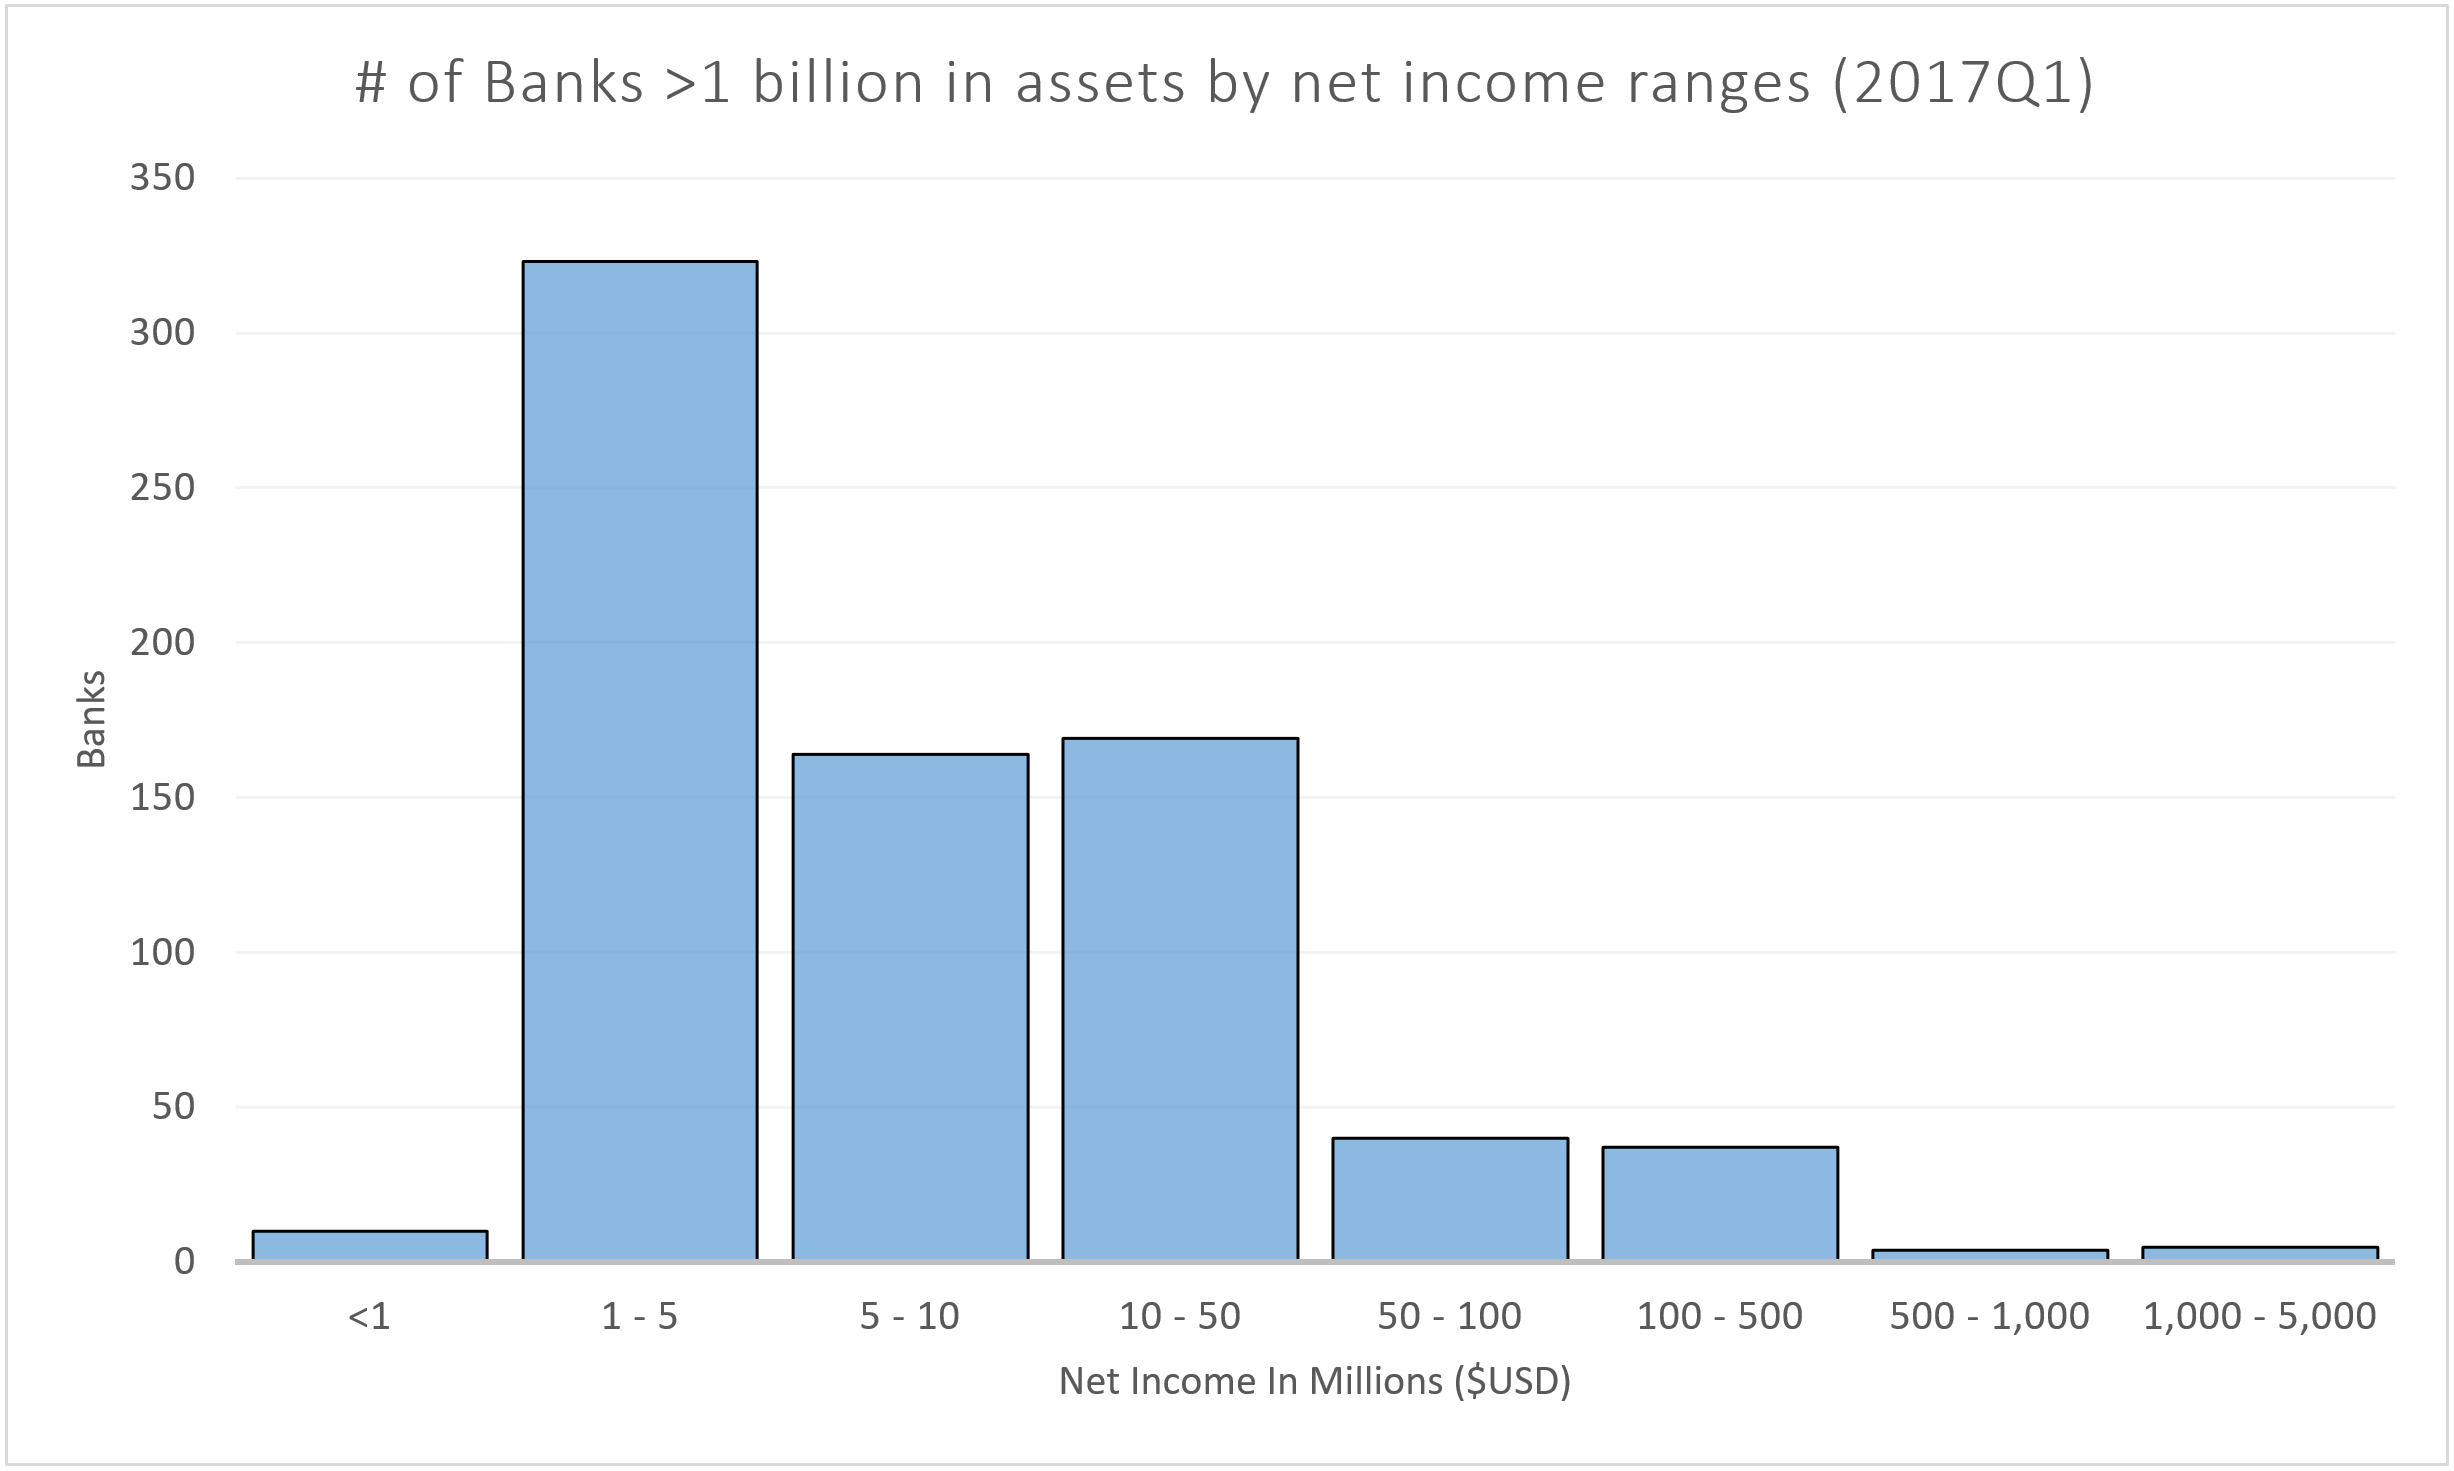 # of Banks >1 billion in assets by net income ranges (2017Q1)
350
300
250
200
150
100
50
0
Banks
<1
1 - 5
5 - 10
10 - 50
50 - 100
100 - 500
500 - 1,000
1,000 - 5,000
Net Income In Millions ($USD)